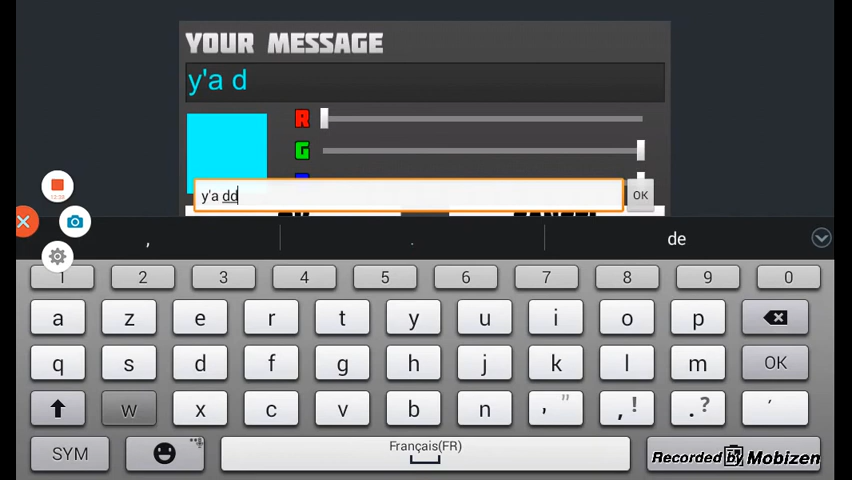 YOUR MESSAGE
y'a d
R
G
y'a dd
OK
, . de
1 2 3 4 5 6 7 8 9 0
a z e r t y u i o p
q s d f g h j k l m OK
w x c v b n , " , ! . ? ´
SYM Français(FR)
Recorded by Mobizen